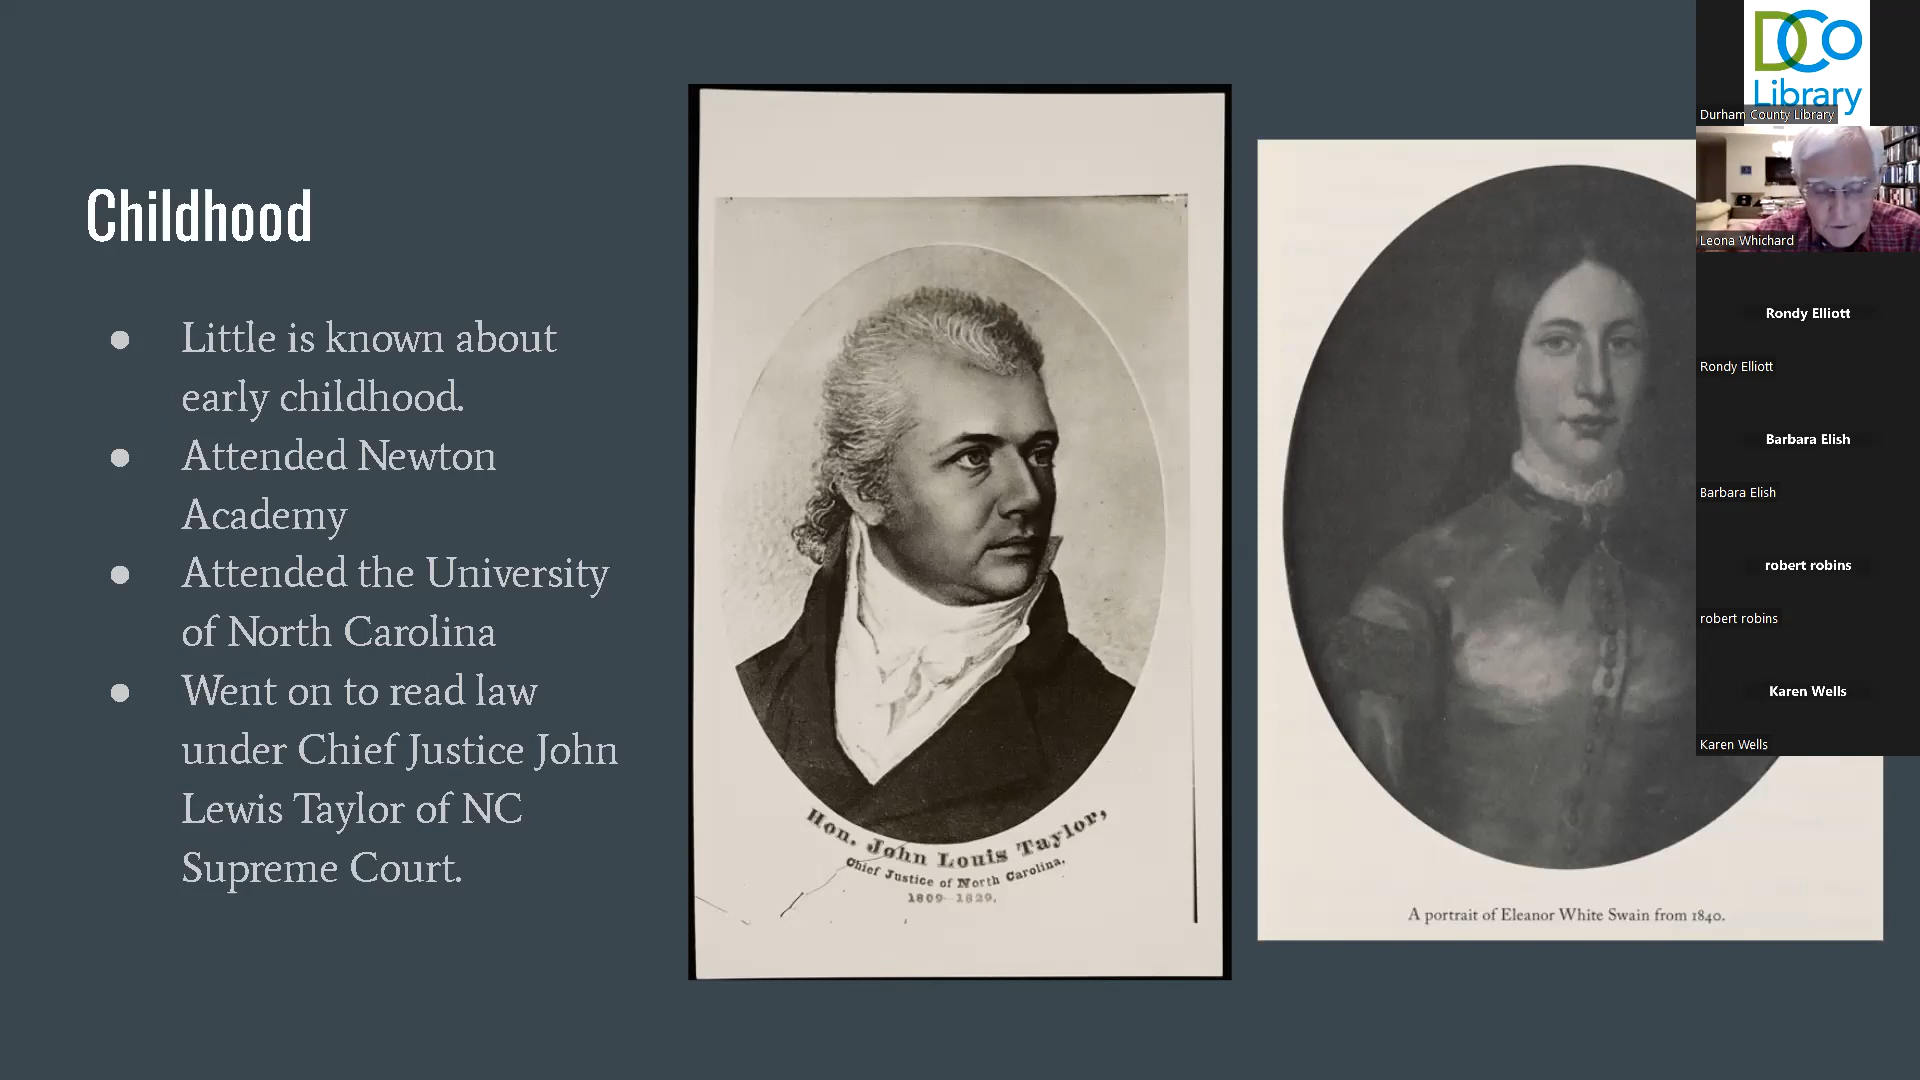 Childhood
● Little is known about
early childhood.
● Attended Newton
Academy
● Attended the University
of North Carolina
● Went on to read law
under Chief Justice John
Lewis Taylor of NC
Supreme Court.
Hon. John Louis Taylor,
Chief Justice of North Carolina.
1809-1829.
A portrait of Eleanor White Swain from 1840.
DCo
Library
Durham County Library
Leona Whichard
Rondy Elliott
Rondy Elliott
Barbara Elish
Barbara Elish
robert robins
robert robins
Karen Wells
Karen Wells